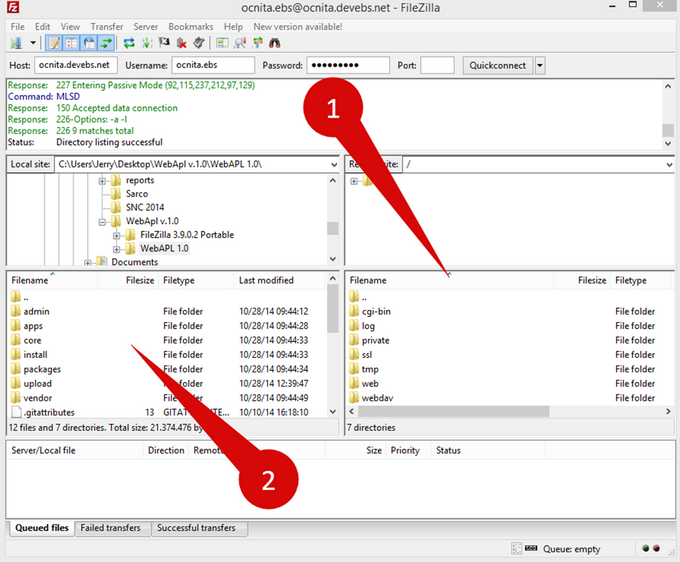 ocnita.ebs@ocnita.devebs.net - FileZilla
File Edit View Transfer Server Bookmarks Help New version available!
Host: ocnita.devebs.net Username: ocnita.ebs Password: ●●●●●●●●● Port: Quickconnect
Response: 227 Entering Passive Mode (92,115,237,212,97,129)
Command: MLSD
Response: 150 Accepted data connection
Response: 226-Options: -a -l
Response: 226 9 matches total
Status: Directory listing successful
1
Local site: C:\Users\Jerry\Desktop\WebApl v.1.0\WebAPL 1.0\
site: /
reports
Sarco
SNC 2014
WebApl v.1.0
FileZilla 3.9.0.2 Portable
WebAPL 1.0
Documents
Filename Filesize Filetype Last modified
..
admin File folder 10/28/14 09:44:12
apps File folder 10/28/14 09:44:28
core File folder 10/28/14 09:44:33
install File folder 10/28/14 09:44:33
packages File folder 10/28/14 09:44:34
upload File folder 10/28/14 12:39:47
vendor File folder 10/28/14 09:44:49
.gitattributes 13 10/10/14 16:18:10
12 files and 7 directories. Total size: 21.374.476
Filename Filesize Filetype
..
cgi-bin File folder
log File folder
private File folder
ssl File folder
tmp File folder
web File folder
webdav File folder
7 directories
Server/Local file Direction Size Priority Status
2
Queued files Failed transfers Successful transfers
Queue: empty